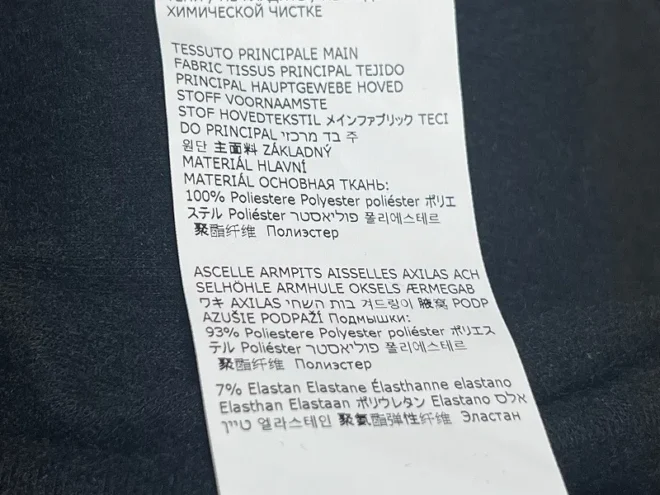 ХИМИЧЕСКОЙ ЧИСТКЕ
TESSUTO PRINCIPALE MAIN
FABRIC TISSUS PRINCIPAL TEJIDO
PRINCIPAL HAUPTGEWEBE HOVED
STOFF VOORNAAMSTE
STOF HOVEDTEKSTIL メインファブリック TECI
DO PRINCIPAL בד מרכזי 주
원단 主面料 ZÁKLADNÝ
MATERIÁL HLAVNÍ
MATERIÁL ОСНОВНАЯ ТКАНЬ:
100% Poliestere Polyester poliéster ポリエ
ステル Poliéster פוליאסטר 폴리에스테르
聚酯纤维 Полиэстер
ASCELLE ARMPITS AISSELLES AXILAS ACH
SELHÖHLE ARMHULE OKSELS ÆRMEGAB
ワキ AXILAS בות השחי 겨드랑이 腋窝 PODP
AZUŠIE PODPAŽÍ Подмышки:
93% Poliestere Polyester poliéster ポリエス
テル Poliéster פוליאסטר 폴리에스테르
聚酯纤维 Полиэстер
7% Elastan Elastane Élasthanne elastano
Elasthan Elastaan ポリウレタン Elastano אלס
טיין 엘라스테인 聚氨酯弹性纤维 Эластан